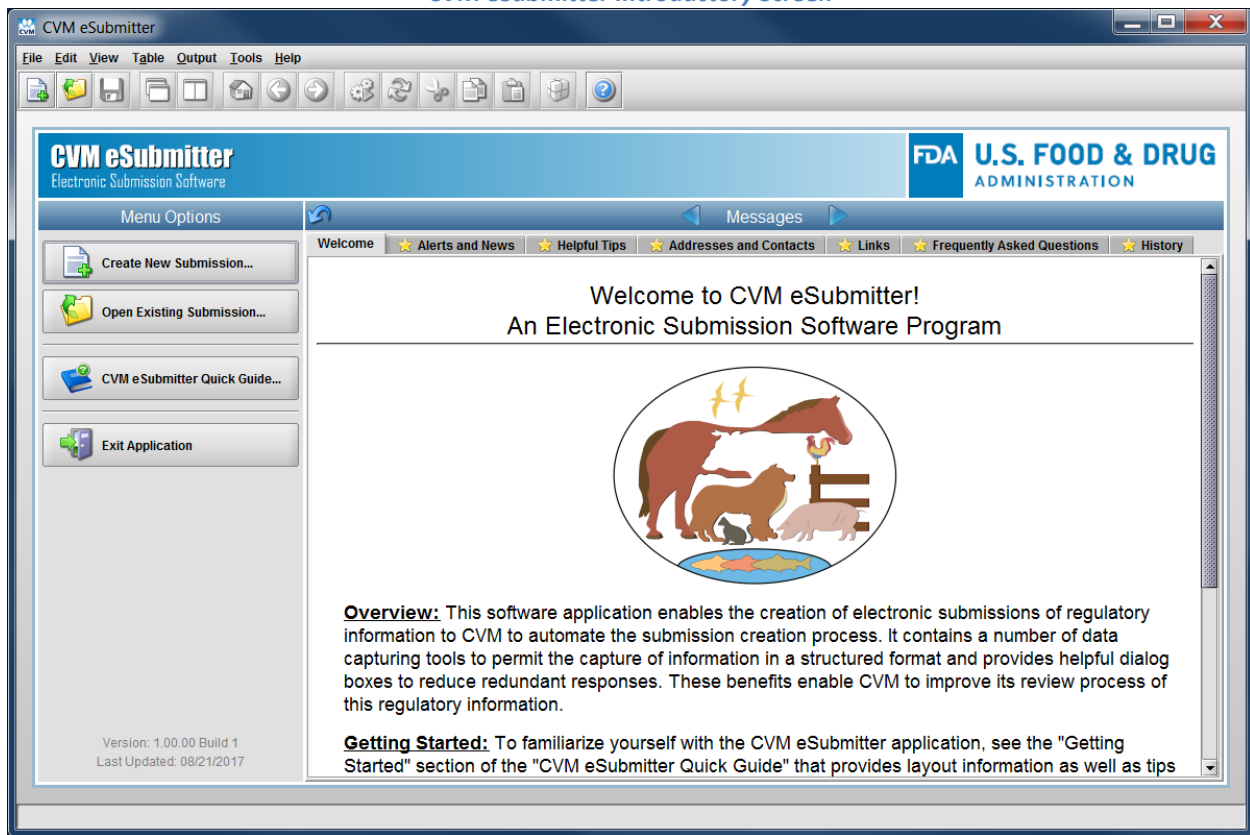 CVM eSubmitter Introductory Screen
CVM eSubmitter
File Edit View Table Output Tools Help
CVM eSubmitter
Electronic Submission Software
FDA U.S. FOOD & DRUG
ADMINISTRATION
Menu Options
Messages
Welcome Alerts and News Helpful Tips Addresses and Contacts Links Frequently Asked Questions History
Create New Submission...
Open Existing Submission...
CVM eSubmitter Quick Guide...
Exit Application
Welcome to CVM eSubmitter!
An Electronic Submission Software Program
Overview: This software application enables the creation of electronic submissions of regulatory
information to CVM to automate the submission creation process. It contains a number of data
capturing tools to permit the capture of information in a structured format and provides helpful dialog
boxes to reduce redundant responses. These benefits enable CVM to improve its review process of
this regulatory information.
Getting Started: To familiarize yourself with the CVM eSubmitter application, see the "Getting
Started" section of the "CVM eSubmitter Quick Guide" that provides layout information as well as tips
Version: 1.00.00 Build 1
Last Updated: 08/21/2017